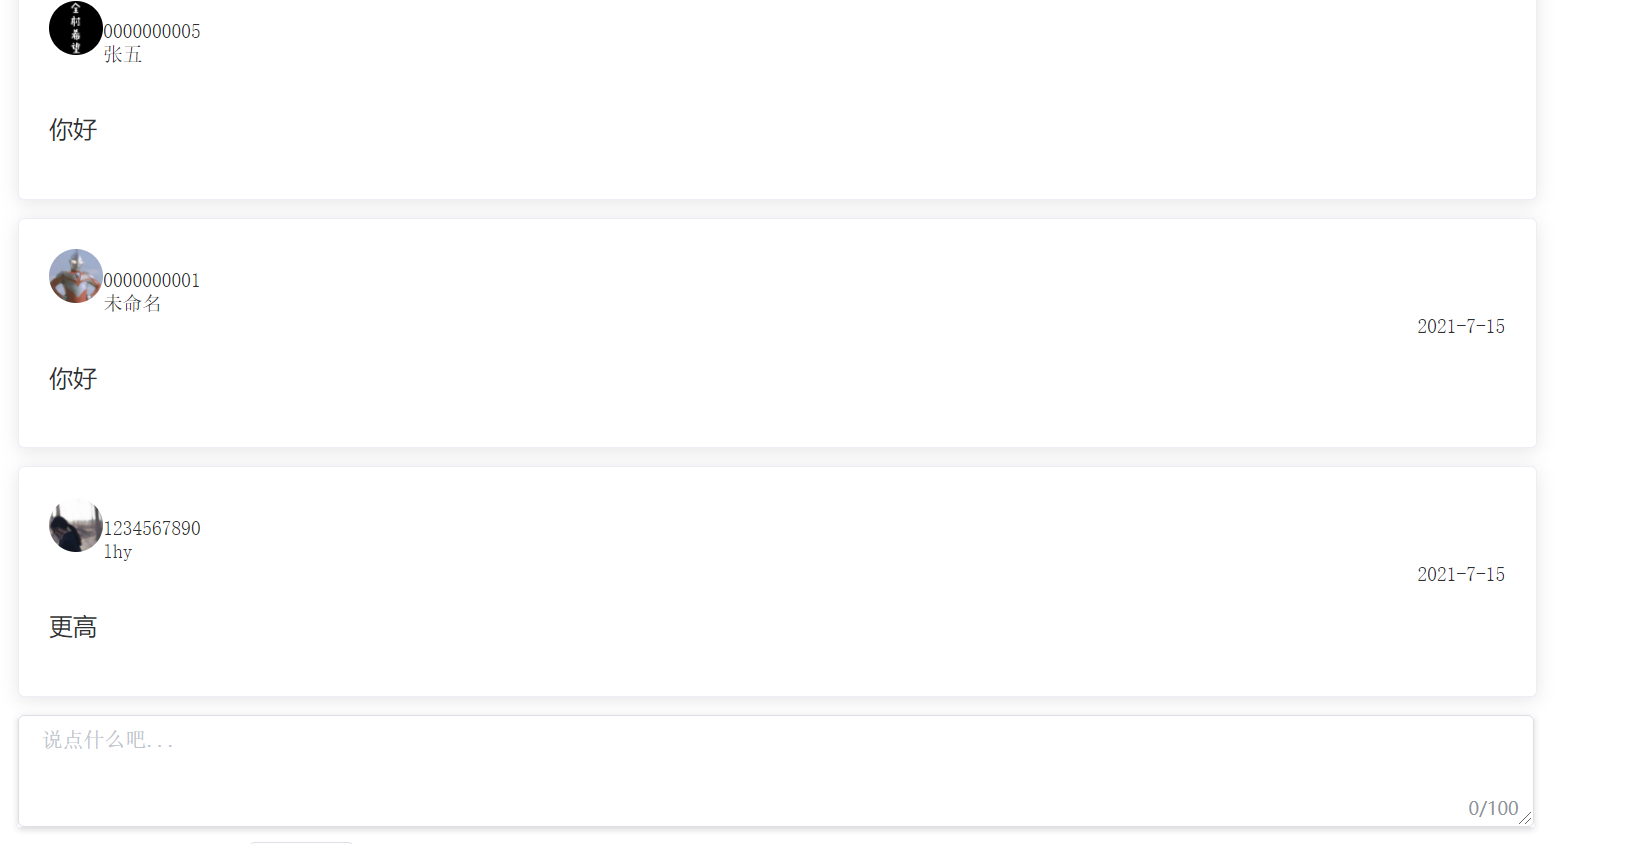 0000000005
张五
你好
0000000001
未命名
2021-7-15
你好
1234567890
lhy
2021-7-15
更高
说点什么吧...
0/100